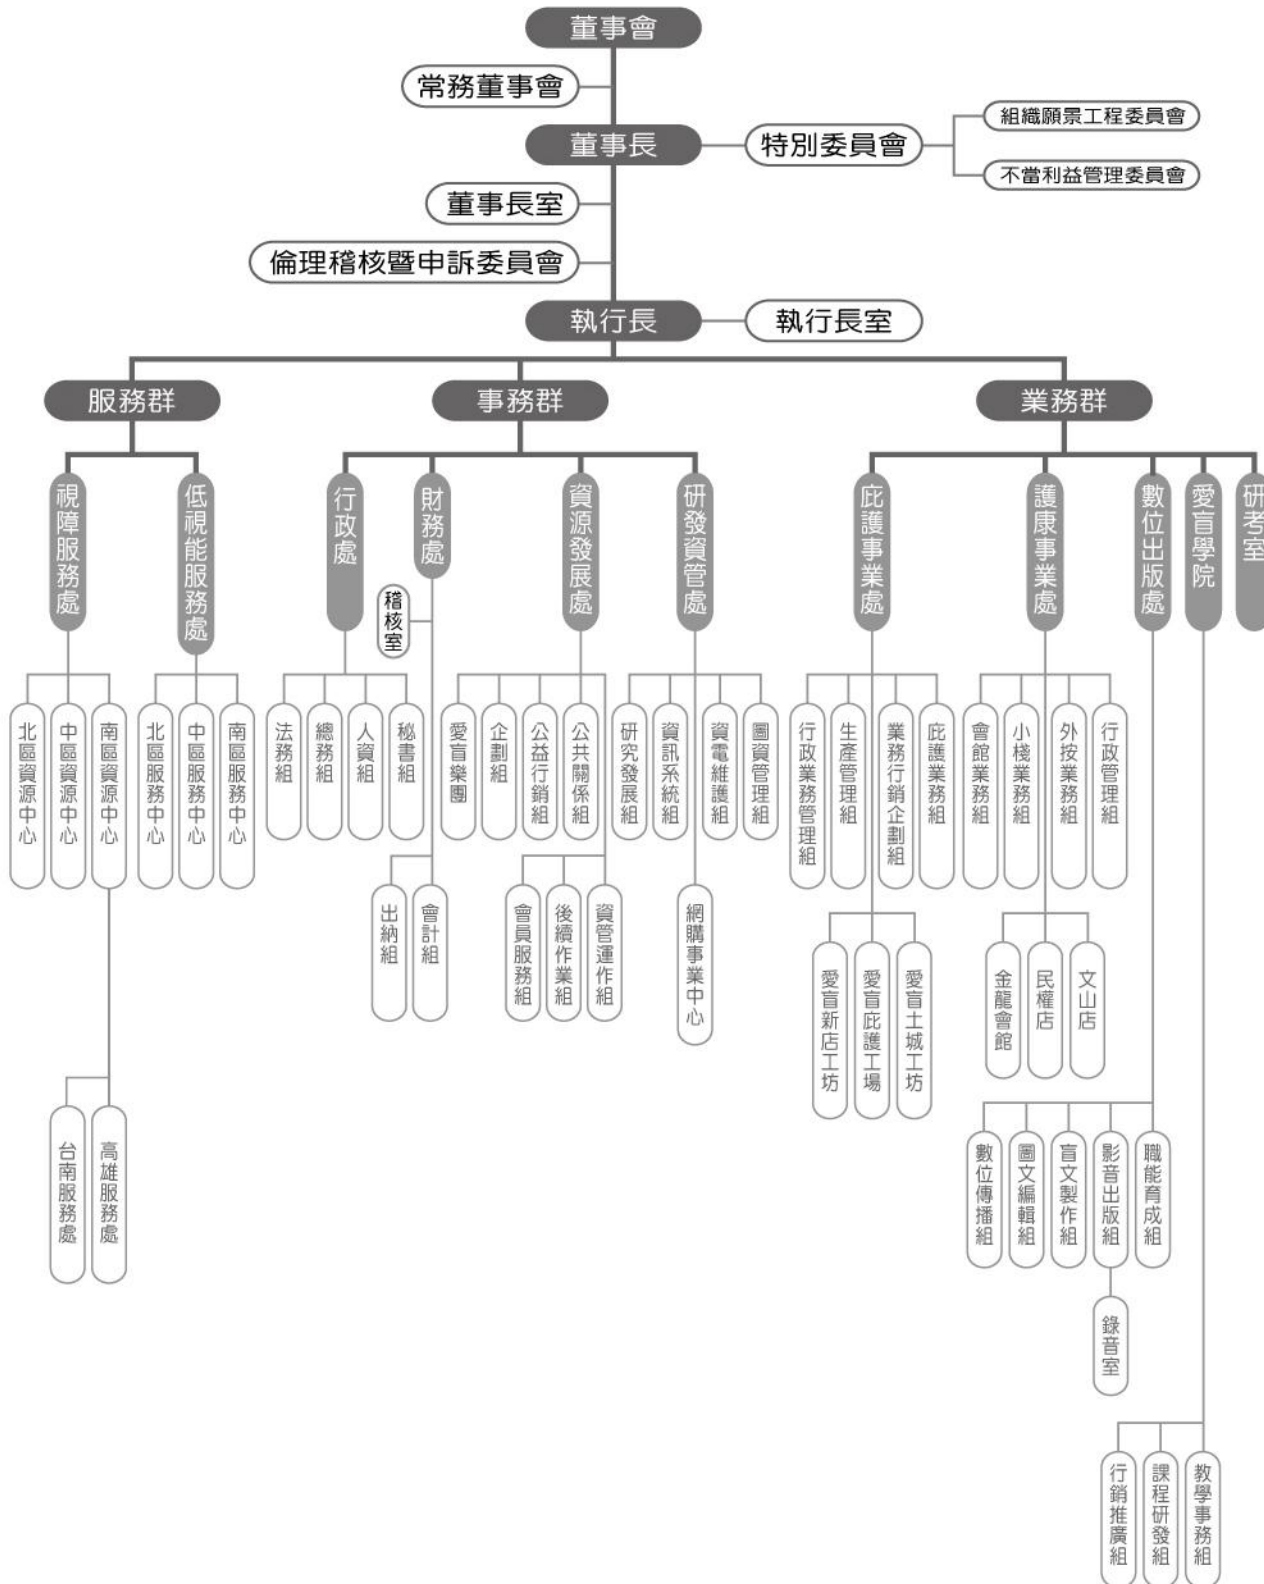 董事會
常務董事會
董事長
特別委員會
組織願景工程委員會
不當利益管理委員會
董事長室
倫理稽核暨申訴委員會
執行長
執行長室
服務群
事務群
業務群
視障服務處
低視能服務處
行政處
財務處
資源發展處
研發資管處
庇護事業處
護康事業處
數位出版處
愛盲學院
研考室
稽核室
北區資源中心
中區資源中心
南區資源中心
北區服務中心
中區服務中心
南區服務中心
法務組
總務組
人資組
秘書組
愛盲樂團
企劃組
公益行銷組
公共關係組
研究發展組
資訊系統組
資電維護組
圖資管理組
行政業務管理組
生產管理組
業務行銷企劃組
庇護業務組
會館業務組
小棧業務組
外按業務組
行政管理組
出納組
會計組
會員服務組
後續作業組
資管運作組
網購事業中心
愛盲新店工坊
愛盲庇護工場
愛盲土城工坊
金龍會館
民權店
文山店
台南服務處
高雄服務處
數位傳播組
圖文編輯組
盲文製作組
影音出版組
職能育成組
錄音室
行銷推廣組
課程研發組
教學事務組